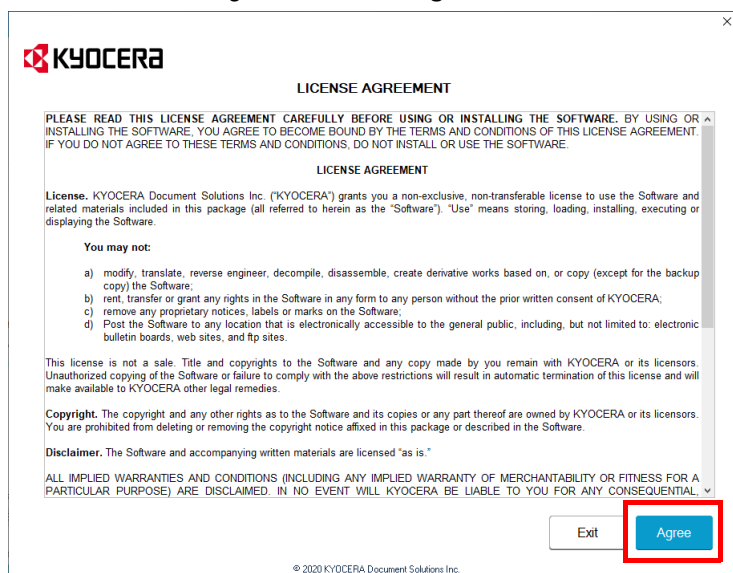 KYOCERA
LICENSE AGREEMENT
PLEASE READ THIS LICENSE AGREEMENT CAREFULLY BEFORE USING OR INSTALLING THE SOFTWARE. BY USING OR
INSTALLING THE SOFTWARE, YOU AGREE TO BECOME BOUND BY THE TERMS AND CONDITIONS OF THIS LICENSE AGREEMENT.
IF YOU DO NOT AGREE TO THESE TERMS AND CONDITIONS, DO NOT INSTALL OR USE THE SOFTWARE.
LICENSE AGREEMENT
License. KYOCERA Document Solutions Inc. ("KYOCERA") grants you a non-exclusive, non-transferable license to use the Software and
related materials included in this package (all referred to herein as the "Software"). "Use" means storing, loading, installing, executing or
displaying the Software.
You may not:
a) modify, translate, reverse engineer, decompile, disassemble, create derivative works based on, or copy (except for the backup
copy) the Software;
b) rent, transfer or grant any rights in the Software in any form to any person without the prior written consent of KYOCERA;
c) remove any proprietary notices, labels or marks on the Software;
d) Post the Software to any location that is electronically accessible to the general public, including, but not limited to: electronic
bulletin boards, web sites, and ftp sites.
This license is not a sale. Title and copyrights to the Software and any copy made by you remain with KYOCERA or its licensors.
Unauthorized copying of the Software or failure to comply with the above restrictions will result in automatic termination of this license and will
make available to KYOCERA other legal remedies.
Copyright. The copyright and any other rights as to the Software and its copies or any part thereof are owned by KYOCERA or its licensors.
You are prohibited from deleting or removing the copyright notice affixed in this package or described in the Software.
Disclaimer. The Software and accompanying written materials are licensed "as is."
ALL IMPLIED WARRANTIES AND CONDITIONS (INCLUDING ANY IMPLIED WARRANTY OF MERCHANTABILITY OR FITNESS FOR A
PARTICULAR PURPOSE) ARE DISCLAIMED. IN NO EVENT WILL KYOCERA BE LIABLE TO YOU FOR ANY CONSEQUENTIAL,
Exit
Agree
© 2020 KYOCERA Document Solutions Inc.